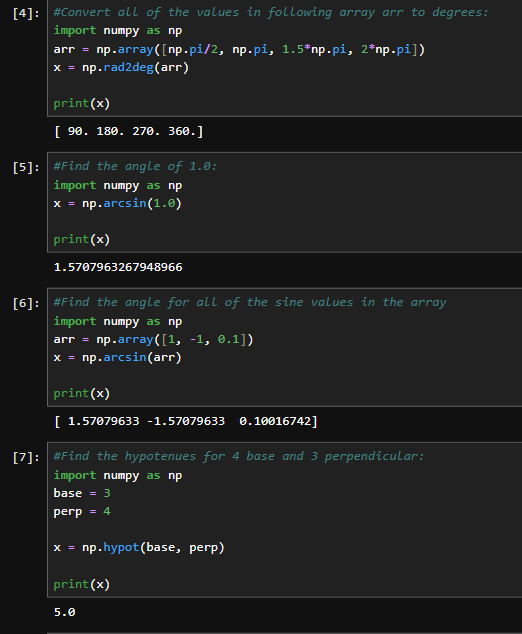 [4]: #Convert all of the values in following array arr to degrees:
import numpy as np
arr = np.array([np.pi/2, np.pi, 1.5*np.pi, 2*np.pi])
x = np.rad2deg(arr)
print(x)
[ 90. 180. 270. 360.]
[5]: #Find the angle of 1.0:
import numpy as np
x = np.arcsin(1.0)
print(x)
1.5707963267948966
[6]: #Find the angle for all of the sine values in the array
import numpy as np
arr = np.array([1, -1, 0.1])
x = np.arcsin(arr)
print(x)
[ 1.57079633 -1.57079633  0.10016742]
[7]: #Find the hypotenues for 4 base and 3 perpendicular:
import numpy as np
base = 3
perp = 4
x = np.hypot(base, perp)
print(x)
5.0